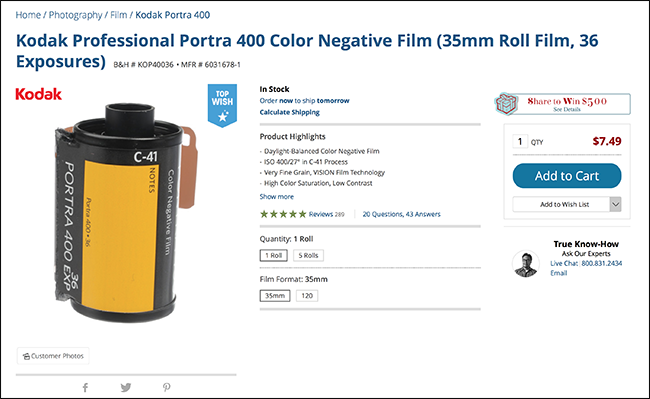 Home / Photography / Film / Kodak Portra 400
Kodak Professional Portra 400 Color Negative Film (35mm Roll Film, 36
Exposures) B&H # KOP40036 • MFR # 6031678-1
Kodak
TOP
WISH
C-41
NOTES
Color Negative Film
Portra 400 • 36
PORTRA 400 EXP
36
Customer Photos
In Stock
Order now to ship tomorrow
Calculate Shipping
Product Highlights
- Daylight-Balanced Color Negative Film
- ISO 400/27° in C-41 Process
- Very Fine Grain, VISION Film Technology
- High Color Saturation, Low Contrast
Show more
Reviews 289 20 Questions, 43 Answers
Quantity: 1 Roll
1 Roll 5 Rolls
Film Format: 35mm
35mm 120
Share to Win $500
See Details
1 QTY $7.49
Add to Cart
Add to Wish List
True Know-How
Ask Our Experts
Live Chat 800.831.2434
Email